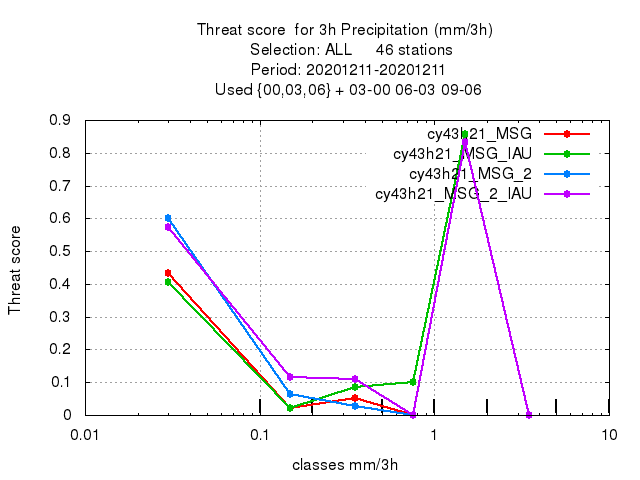 Threat score  for 3h Precipitation (mm/3h)
Selection: ALL     46 stations
Period: 20201211-20201211
Used {00,03,06} + 03-00 06-03 09-06
cy43h21_MSG
cy43h21_MSG_IAU
cy43h21_MSG_2
cy43h21_MSG_2_IAU
Threat score
0.9
0.8
0.7
0.6
0.5
0.4
0.3
0.2
0.1
0
0.01 0.1 1 10
classes mm/3h